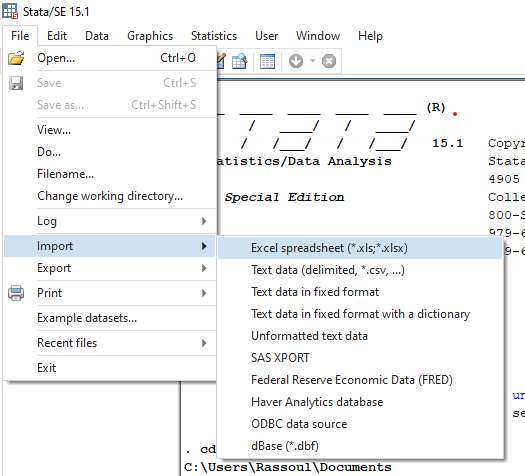 Stata/SE 15.1
File Edit Data Graphics Statistics User Window Help
Open... Ctrl+O
Save Ctrl+S
Save as... Ctrl+Shift+S
View...
Do...
Filename...
Change working directory...
Log
Import
Export
Print
Example datasets...
Recent files
Exit
Excel spreadsheet (*.xls;*.xlsx)
Text data (delimited, *.csv, ...)
Text data in fixed format
Text data in fixed format with a dictionary
Unformatted text data
SAS XPORT
Federal Reserve Economic Data (FRED)
Haver Analytics database
ODBC data source
dBase (*.dbf)
(R)
15.1 Copyr
atistics/Data Analysis Stata
4905
Special Edition Colle
800-S
979-6
9-6
un
se
. cd
C:\Users\Rassoul\Documents